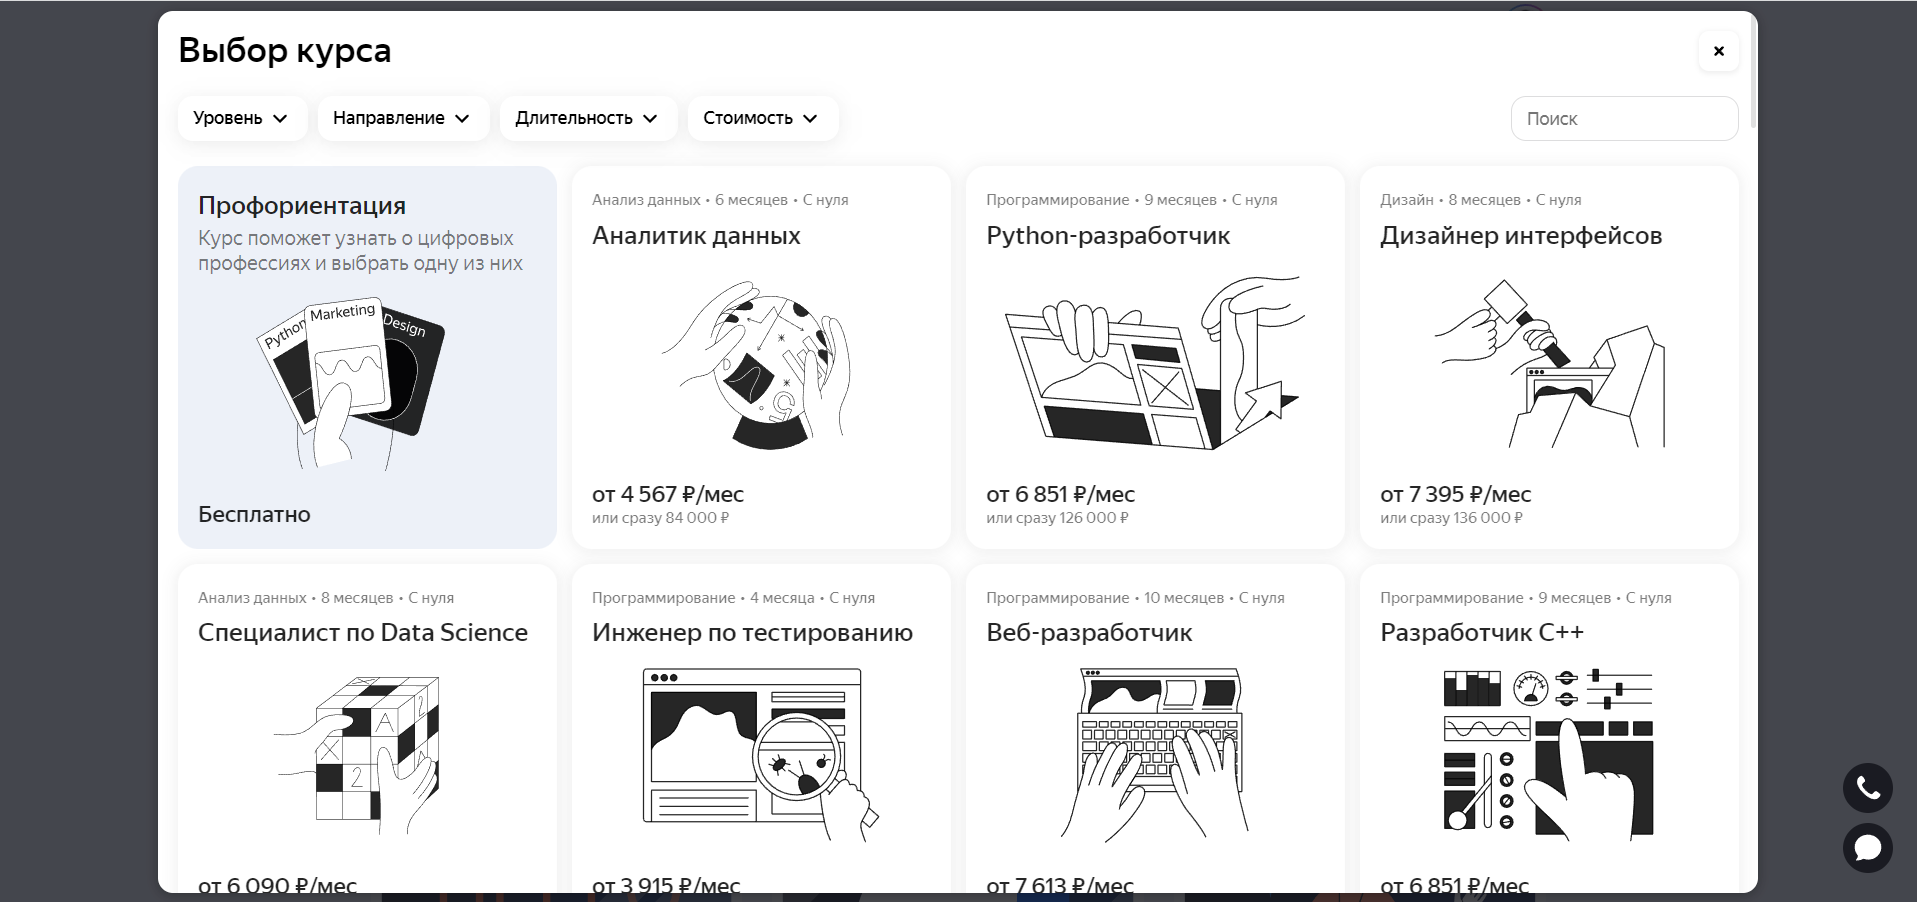 Выбор курса
Уровень
Направление
Длительность
Стоимость
Поиск
Профориентация
Курс поможет узнать о цифровых
профессиях и выбрать одну из них
Python
Marketing
Design
Бесплатно
Анализ данных • 6 месяцев • С нуля
Аналитик данных
от 4 567 ₽/мес
или сразу 84 000 ₽
Программирование • 9 месяцев • С нуля
Python-разработчик
от 6 851 ₽/мес
или сразу 126 000 ₽
Дизайн • 8 месяцев • С нуля
Дизайнер интерфейсов
от 7 395 ₽/мес
или сразу 136 000 ₽
Анализ данных • 8 месяцев • С нуля
Специалист по Data Science
X
A
2
2
от 6 090 ₽/мес
Программирование • 4 месяца • С нуля
Инженер по тестированию
от 3 915 ₽/мес
Программирование • 10 месяцев • С нуля
Веб-разработчик
от 7 613 ₽/мес
Программирование • 9 месяцев • С нуля
Разработчик C++
от 6 851 ₽/мес